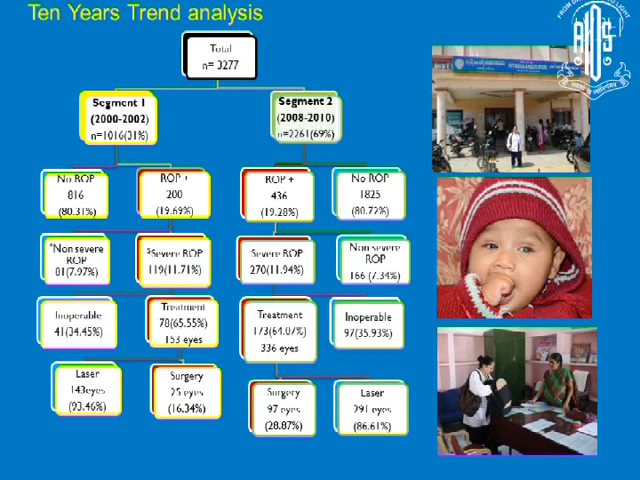 Ten Years Trend analysis
Total
n= 3277
Segment 1
(2000-2002)
n=1016(31%)
Segment 2
(2008-2010)
n=2261(69%)
No ROP
816
(80.31%)
ROP +
200
(19.69%)
ROP +
436
(19.28%)
No ROP
1825
(80.72%)
*Non severe
ROP
81(7.97%)
$Severe ROP
119(11.71%)
Severe ROP
270(11.94%)
Non severe
ROP
166 (7.34%)
Inoperable
41(34.45%)
Treatment
78(65.55%)
153 eyes
Treatment
173(64.07%)
336 eyes
Inoperable
97(35.93%)
Laser
143eyes
(93.46%)
Surgery
25 eyes
(16.34%)
Surgery
97 eyes
(28.87%)
Laser
291 eyes
(86.61%)